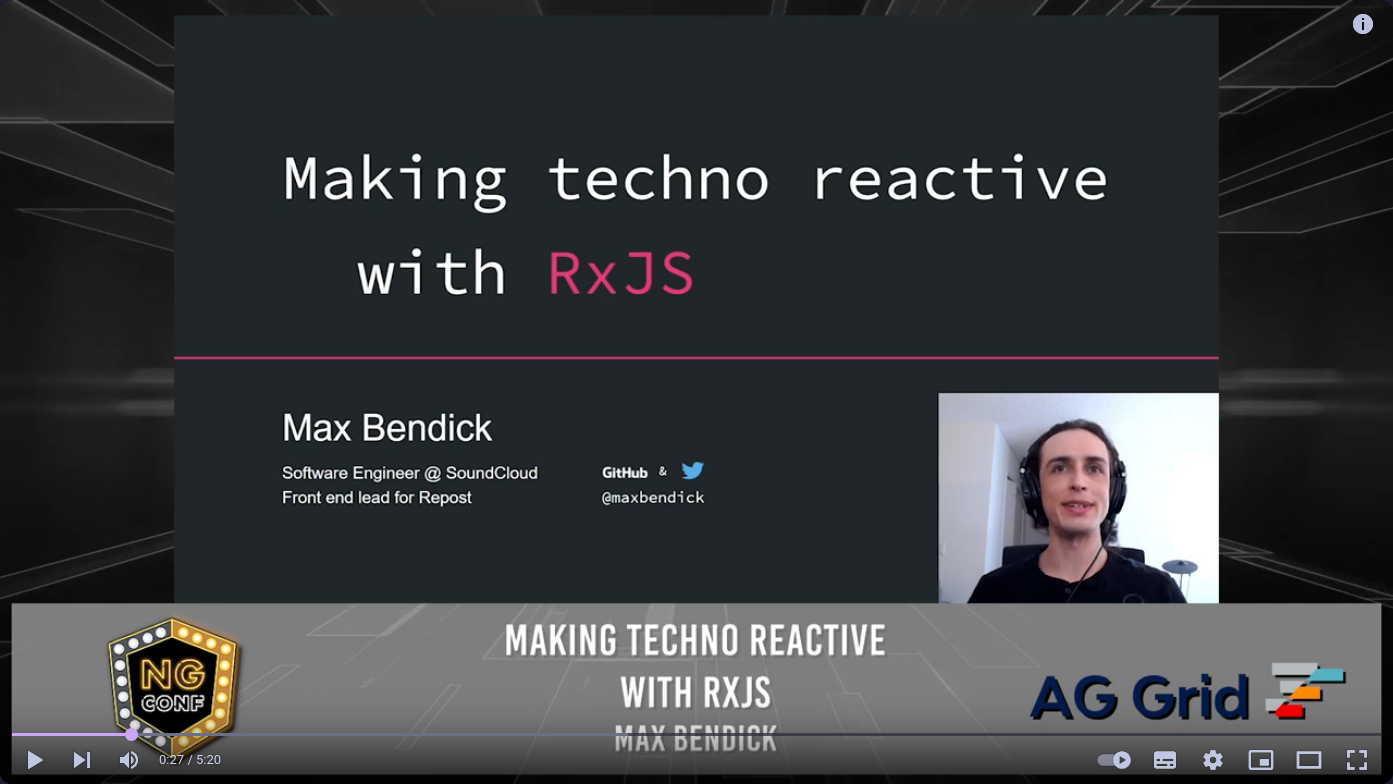 Making techno reactive
with RxJS
Max Bendick
Software Engineer @ SoundCloud
Front end lead for Repost
GitHub &
@maxbendick
NG
CONF
MAKING TECHNO REACTIVE
WITH RXJS
MAX BENDICK
AG Grid
0:27 / 5:20